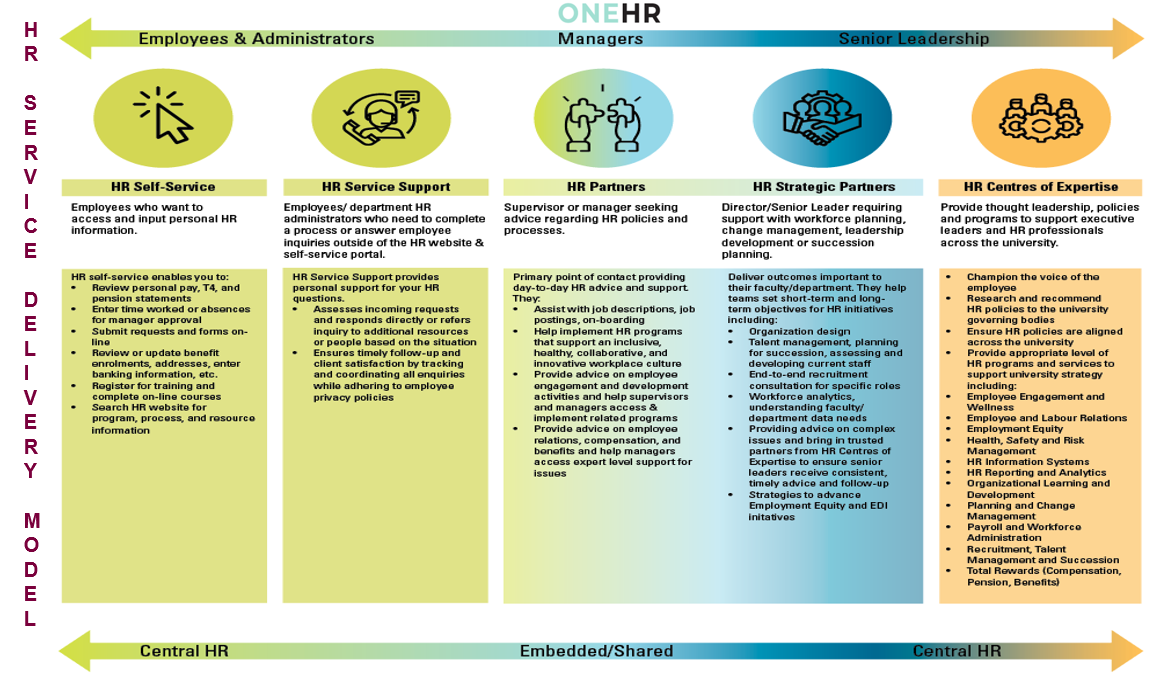 ONEHR
HR SERVICE DELIVERY MODEL
Employees & Administrators
Managers
Senior Leadership
HR Self-Service
Employees who want to
access and input personal HR
information.
HR self-service enables you to:
• Review personal pay, T4, and
pension statements
• Enter time worked or absences
for manager approval
• Submit requests and forms on-
line
• Review or update benefit
enrolments, addresses, enter
banking information, etc.
• Register for training and
complete on-line courses
• Search HR website for
program, process, and resource
information
HR Service Support
Employees/ department HR
administrators who need to complete
a process or answer employee
inquiries outside of the HR website &
self-service portal.
HR Service Support provides
personal support for your HR
questions.
• Assesses incoming requests
and responds directly or refers
inquiry to additional resources
or people based on the situation
• Ensures timely follow-up and
client satisfaction by tracking
and coordinating all enquiries
while adhering to employee
privacy policies
HR Partners
Supervisor or manager seeking
advice regarding HR policies and
processes.
Primary point of contact providing
day-to-day HR advice and support.
They:
• Assist with job descriptions, job
postings, on-boarding
• Help implement HR programs
that support an inclusive,
healthy, collaborative, and
innovative workplace culture
• Provide advice on employee
engagement and development
activities and help supervisors
and managers access &
implement related programs
• Provide advice on employee
relations, compensation, and
benefits and help managers
access expert level support for
issues
HR Strategic Partners
Director/Senior Leader requiring
support with workforce planning,
change management, leadership
development or succession
planning.
Deliver outcomes important to
their faculty/department. They help
teams set short-term and long-
term objectives for HR initiatives
including:
• Organization design
• Talent management, planning
for succession, assessing and
developing current staff
• End-to-end recruitment
consultation for specific roles
• Workforce analytics,
understanding faculty/
department data needs
• Providing advice on complex
issues and bring in trusted
partners from HR Centres of
Expertise to ensure senior
leaders receive consistent,
timely advice and follow-up
• Strategies to advance
Employment Equity and EDI
initatives
HR Centres of Expertise
Provide thought leadership, policies
and programs to support executive
leaders and HR professionals
across the university.
• Champion the voice of the
employee
• Research and recommend
HR policies to the university
governing bodies
• Ensure HR policies are aligned
across the university
• Provide appropriate level of
HR programs and services to
support university strategy
including:
• Employee Engagement and
Wellness
• Employee and Labour Relations
• Employment Equity
• Health, Safety and Risk
Management
• HR Information Systems
• HR Reporting and Analytics
• Organizational Learning and
Development
• Planning and Change
Management
• Payroll and Workforce
Administration
• Recruitment, Talent
Management and Succession
• Total Rewards (Compensation,
Pension, Benefits)
Central HR
Embedded/Shared
Central HR